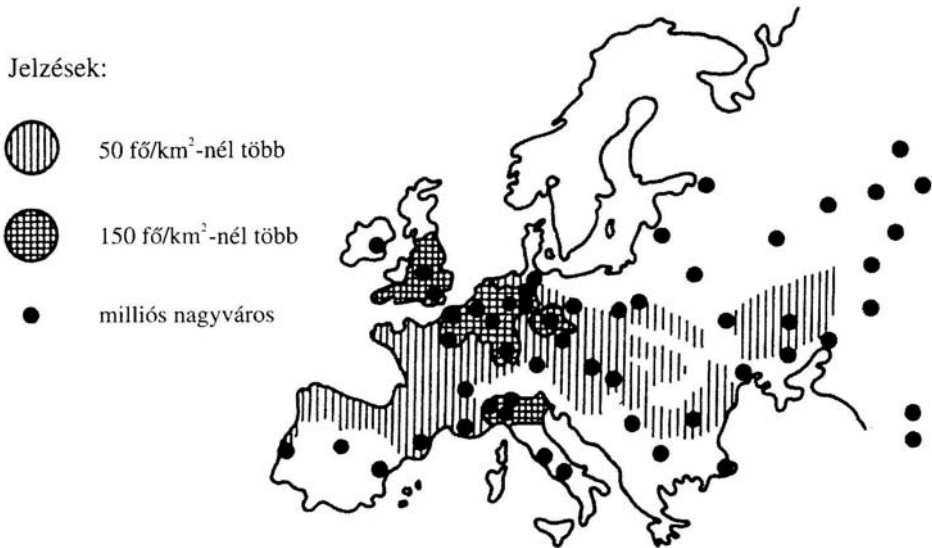 Jelzések:
50 fő/km²-nél több
150 fő/km²-nél több
milliós nagyváros